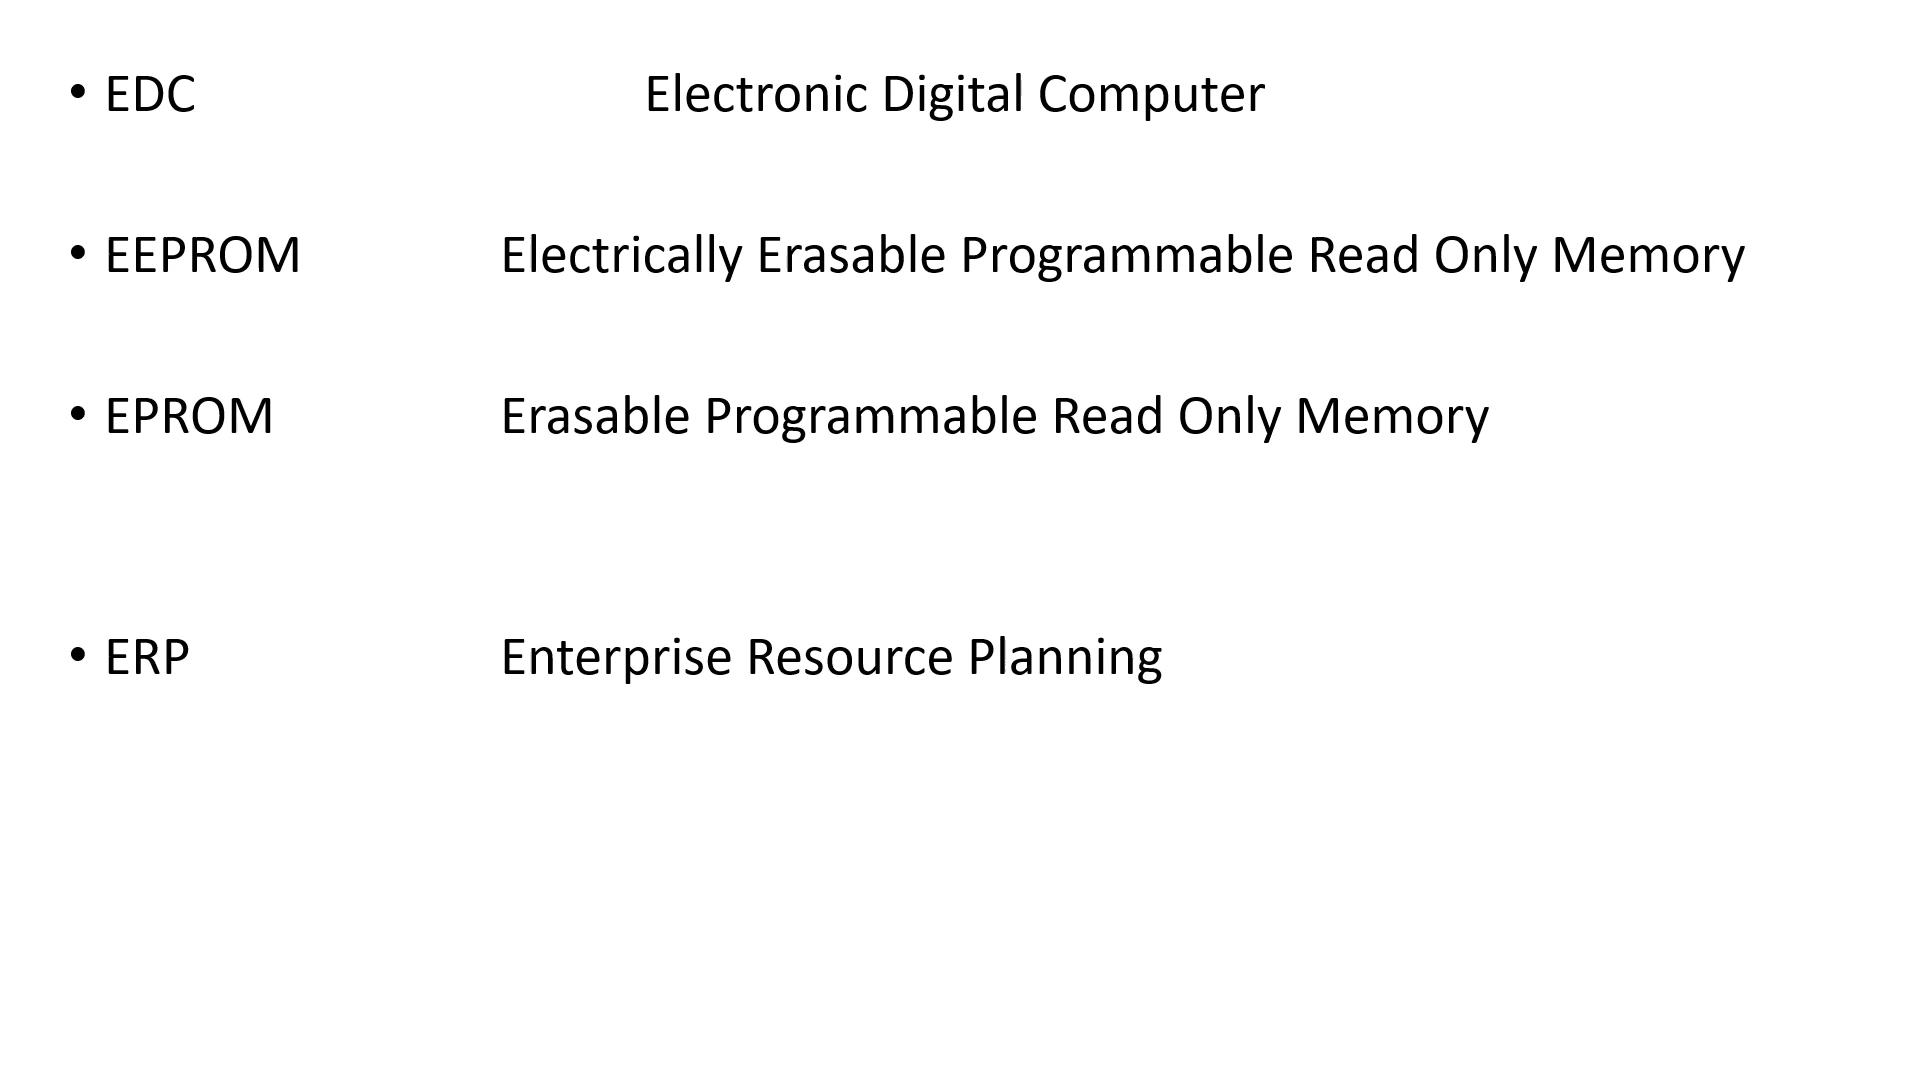 • EDC Electronic Digital Computer
• EEPROM Electrically Erasable Programmable Read Only Memory
• EPROM Erasable Programmable Read Only Memory
• ERP Enterprise Resource Planning